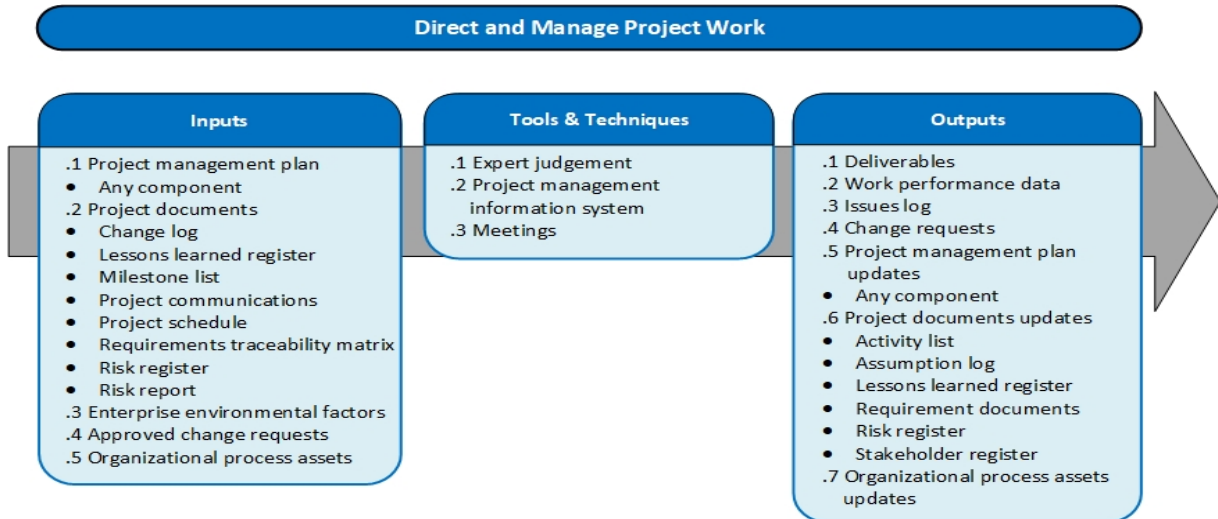 Direct and Manage Project Work
Inputs
.1 Project management plan
• Any component
.2 Project documents
• Change log
• Lessons learned register
• Milestone list
• Project communications
• Project schedule
• Requirements traceability matrix
• Risk register
• Risk report
.3 Enterprise environmental factors
.4 Approved change requests
.5 Organizational process assets
Tools & Techniques
.1 Expert judgement
.2 Project management
information system
.3 Meetings
Outputs
.1 Deliverables
.2 Work performance data
.3 Issues log
.4 Change requests
.5 Project management plan
updates
• Any component
.6 Project documents updates
• Activity list
• Assumption log
• Lessons learned register
• Requirement documents
• Risk register
• Stakeholder register
.7 Organizational process assets
updates